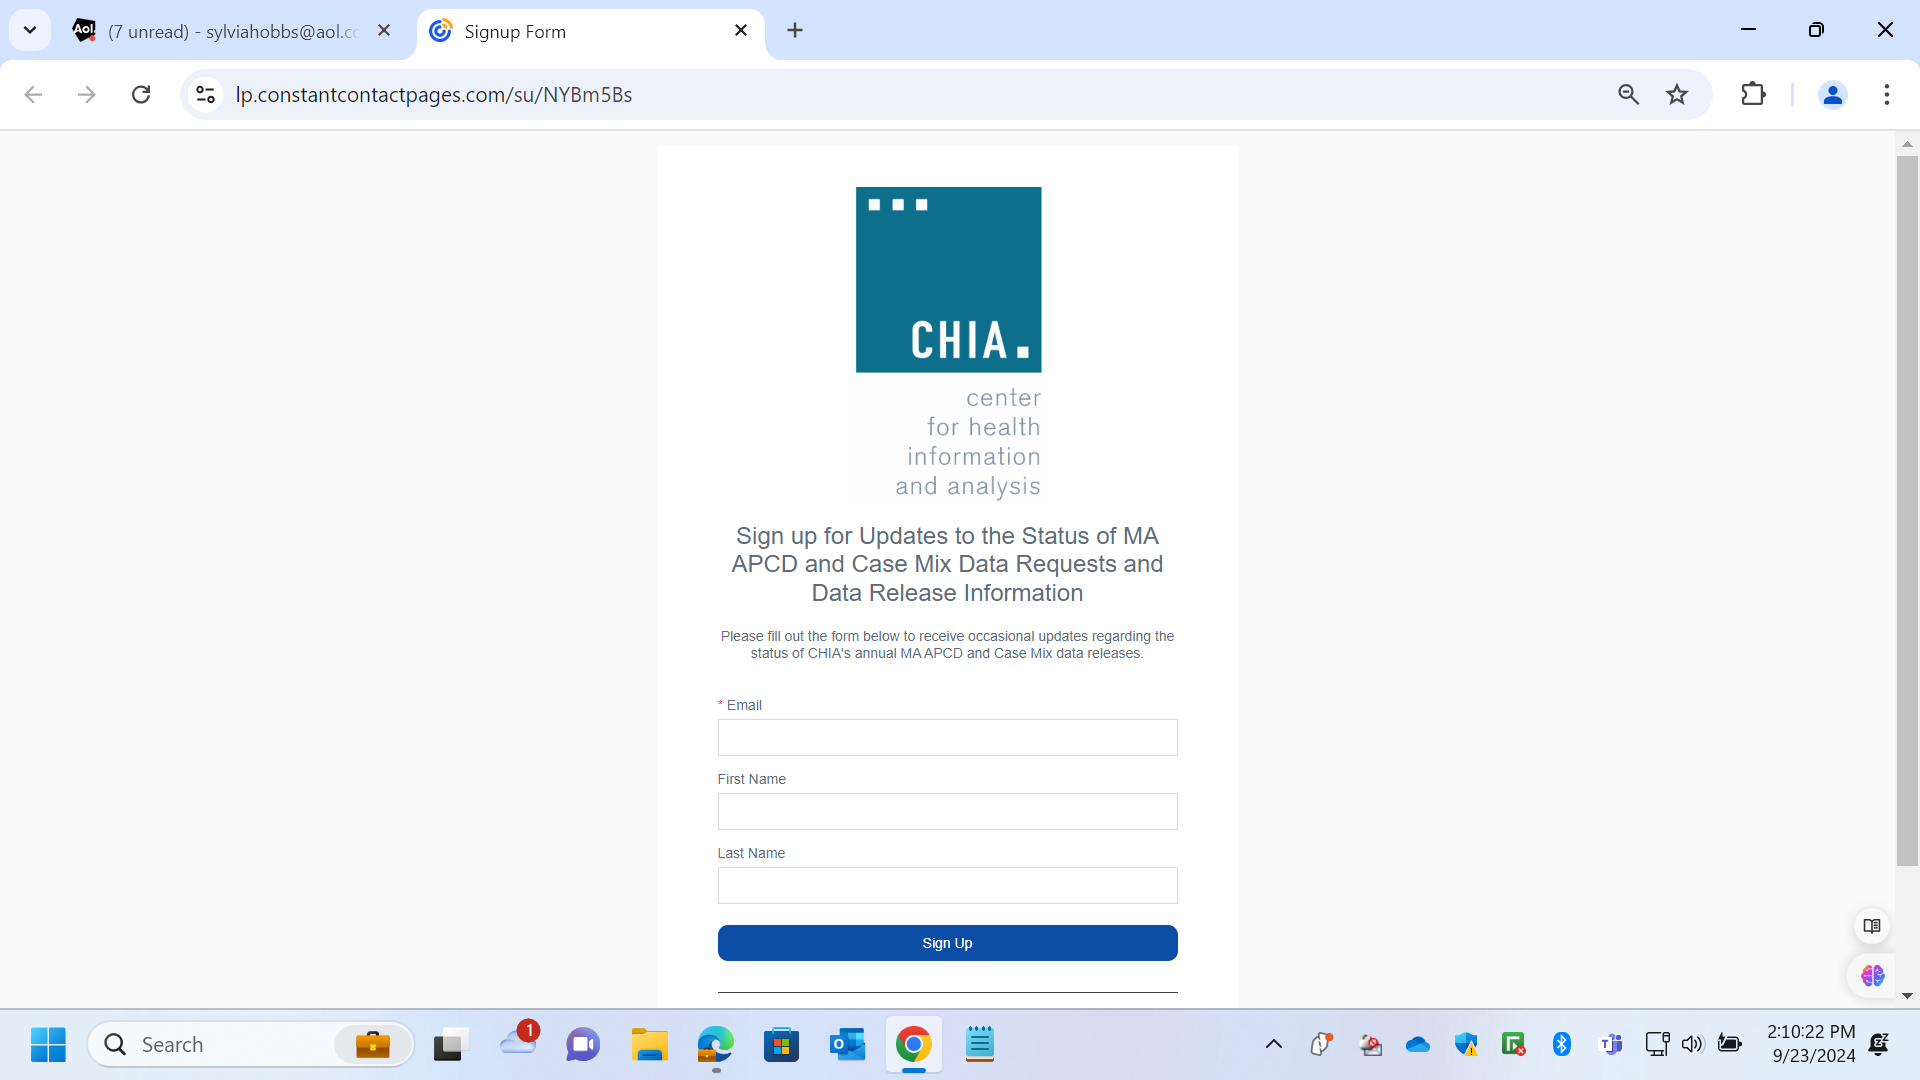 (7 unread) - sylviahobbs@aol.cc
Signup Form
lp.constantcontactpages.com/su/NYBm5Bs
CHIA.
center
for health
information
and analysis
Sign up for Updates to the Status of MA
APCD and Case Mix Data Requests and
Data Release Information
Please fill out the form below to receive occasional updates regarding the
status of CHIA's annual MA APCD and Case Mix data releases.
* Email
First Name
Last Name
Sign Up
Search
1
2:10:22 PM
9/23/2024